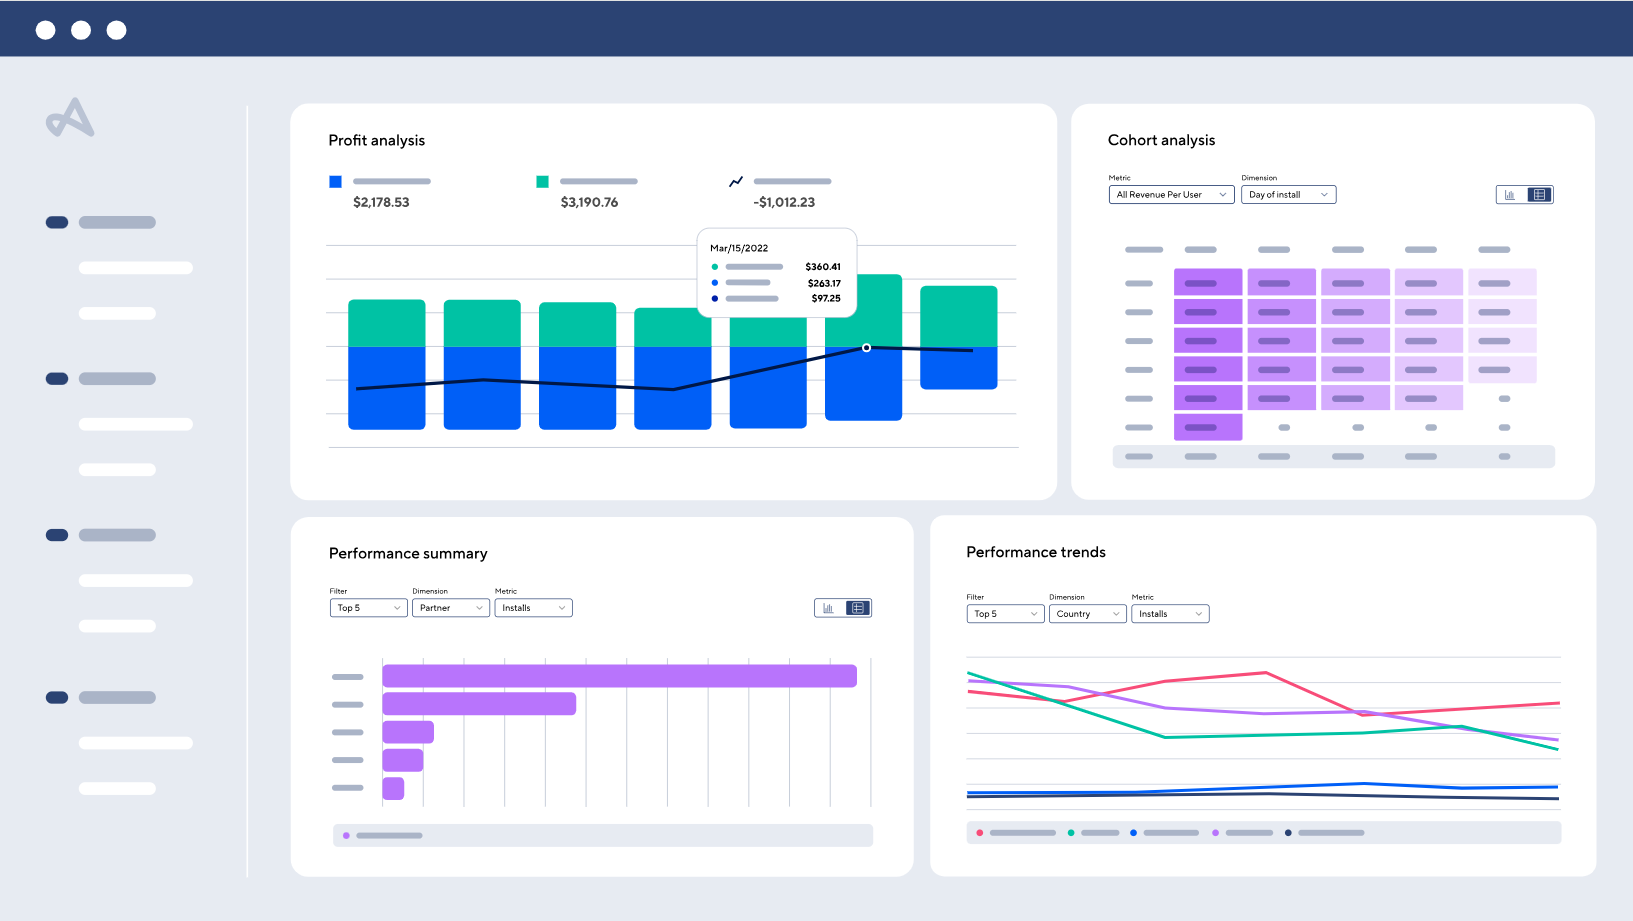 Profit analysis
$2,178.53
$3,190.76
-$1,012.23
Mar/15/2022
$360.41
$263.17
$97.25
Cohort analysis
Metric
Dimension
All Revenue Per User
Day of install
Performance summary
Filter
Dimension
Metric
Top 5
Partner
Installs
Performance trends
Filter
Dimension
Metric
Top 5
Country
Installs